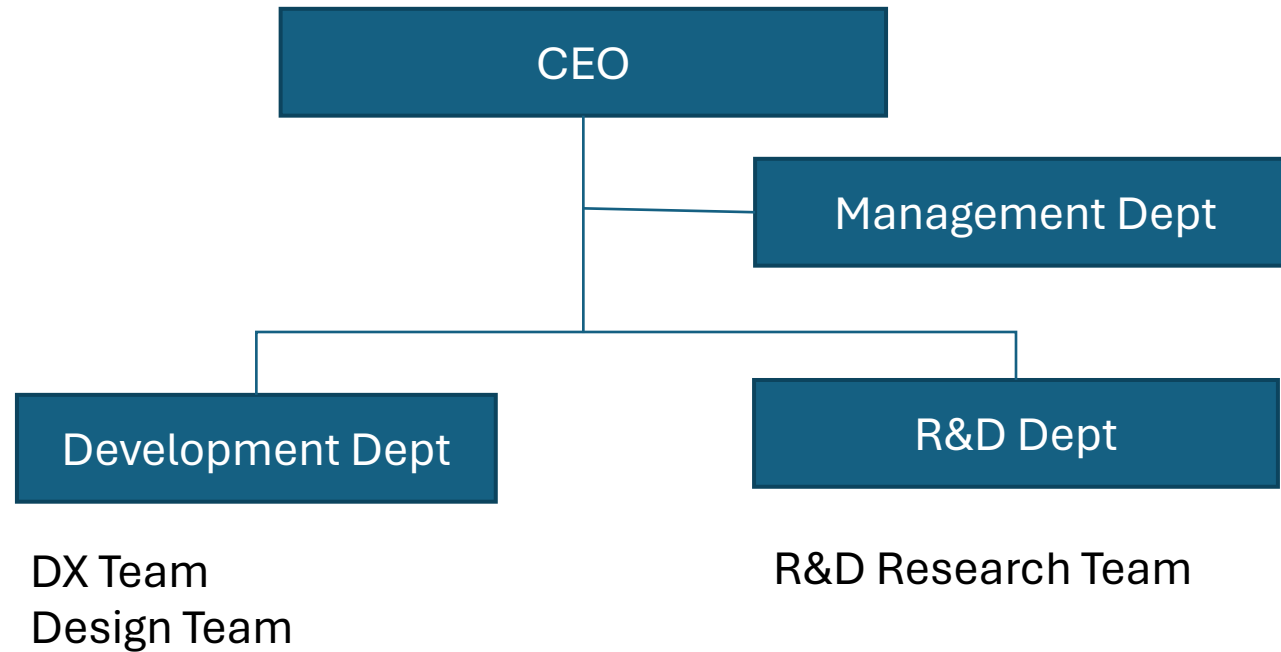 CEO
Management Dept
Development Dept
R&D Dept
DX Team
Design Team
R&D Research Team